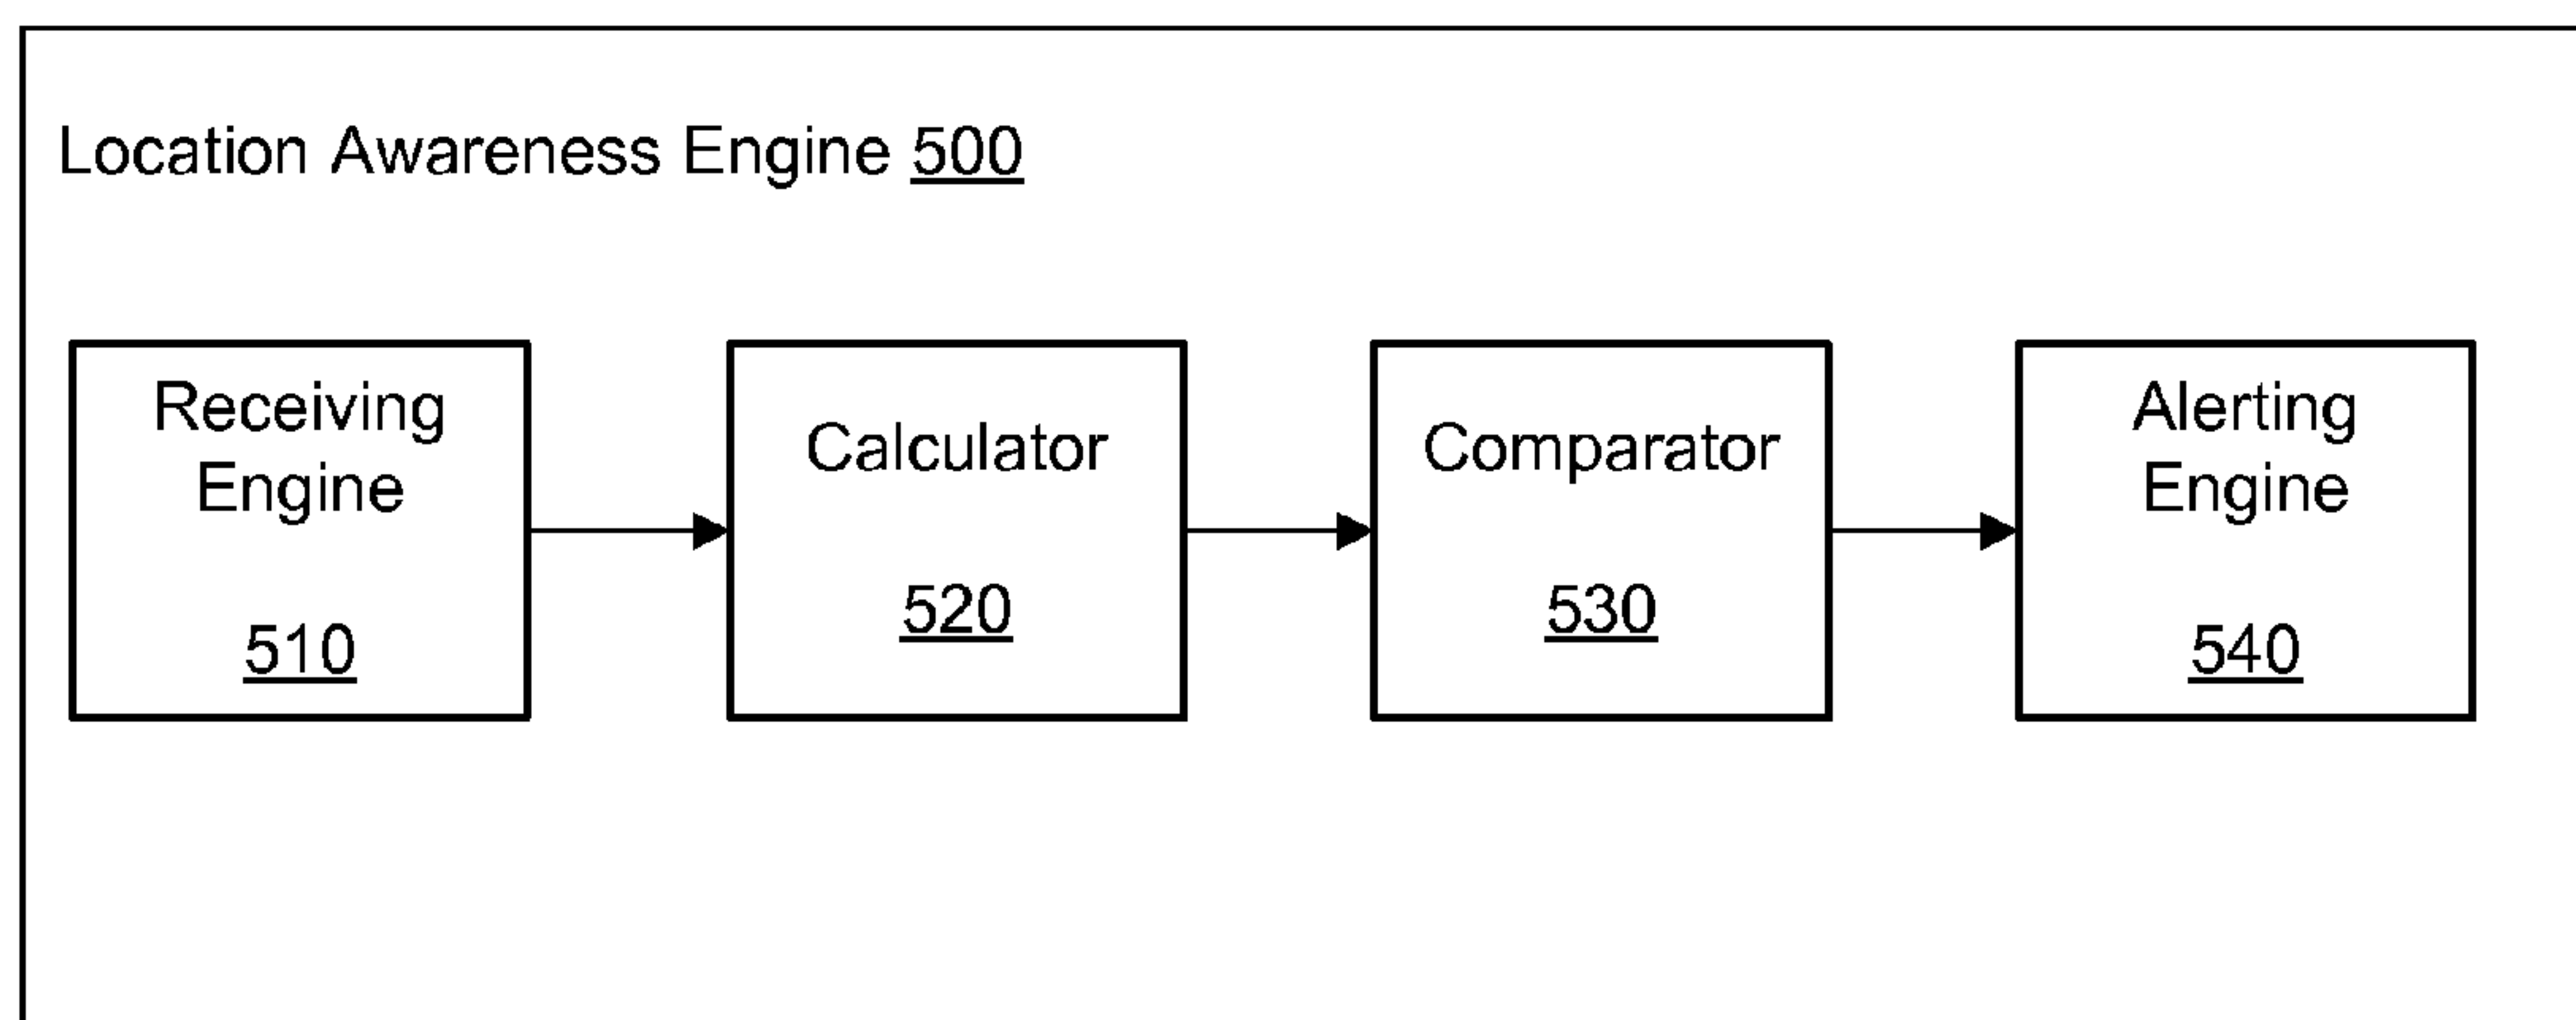 Location Awareness Engine 500
Receiving
Engine
510
Calculator
520
Comparator
530
Alerting
Engine
540